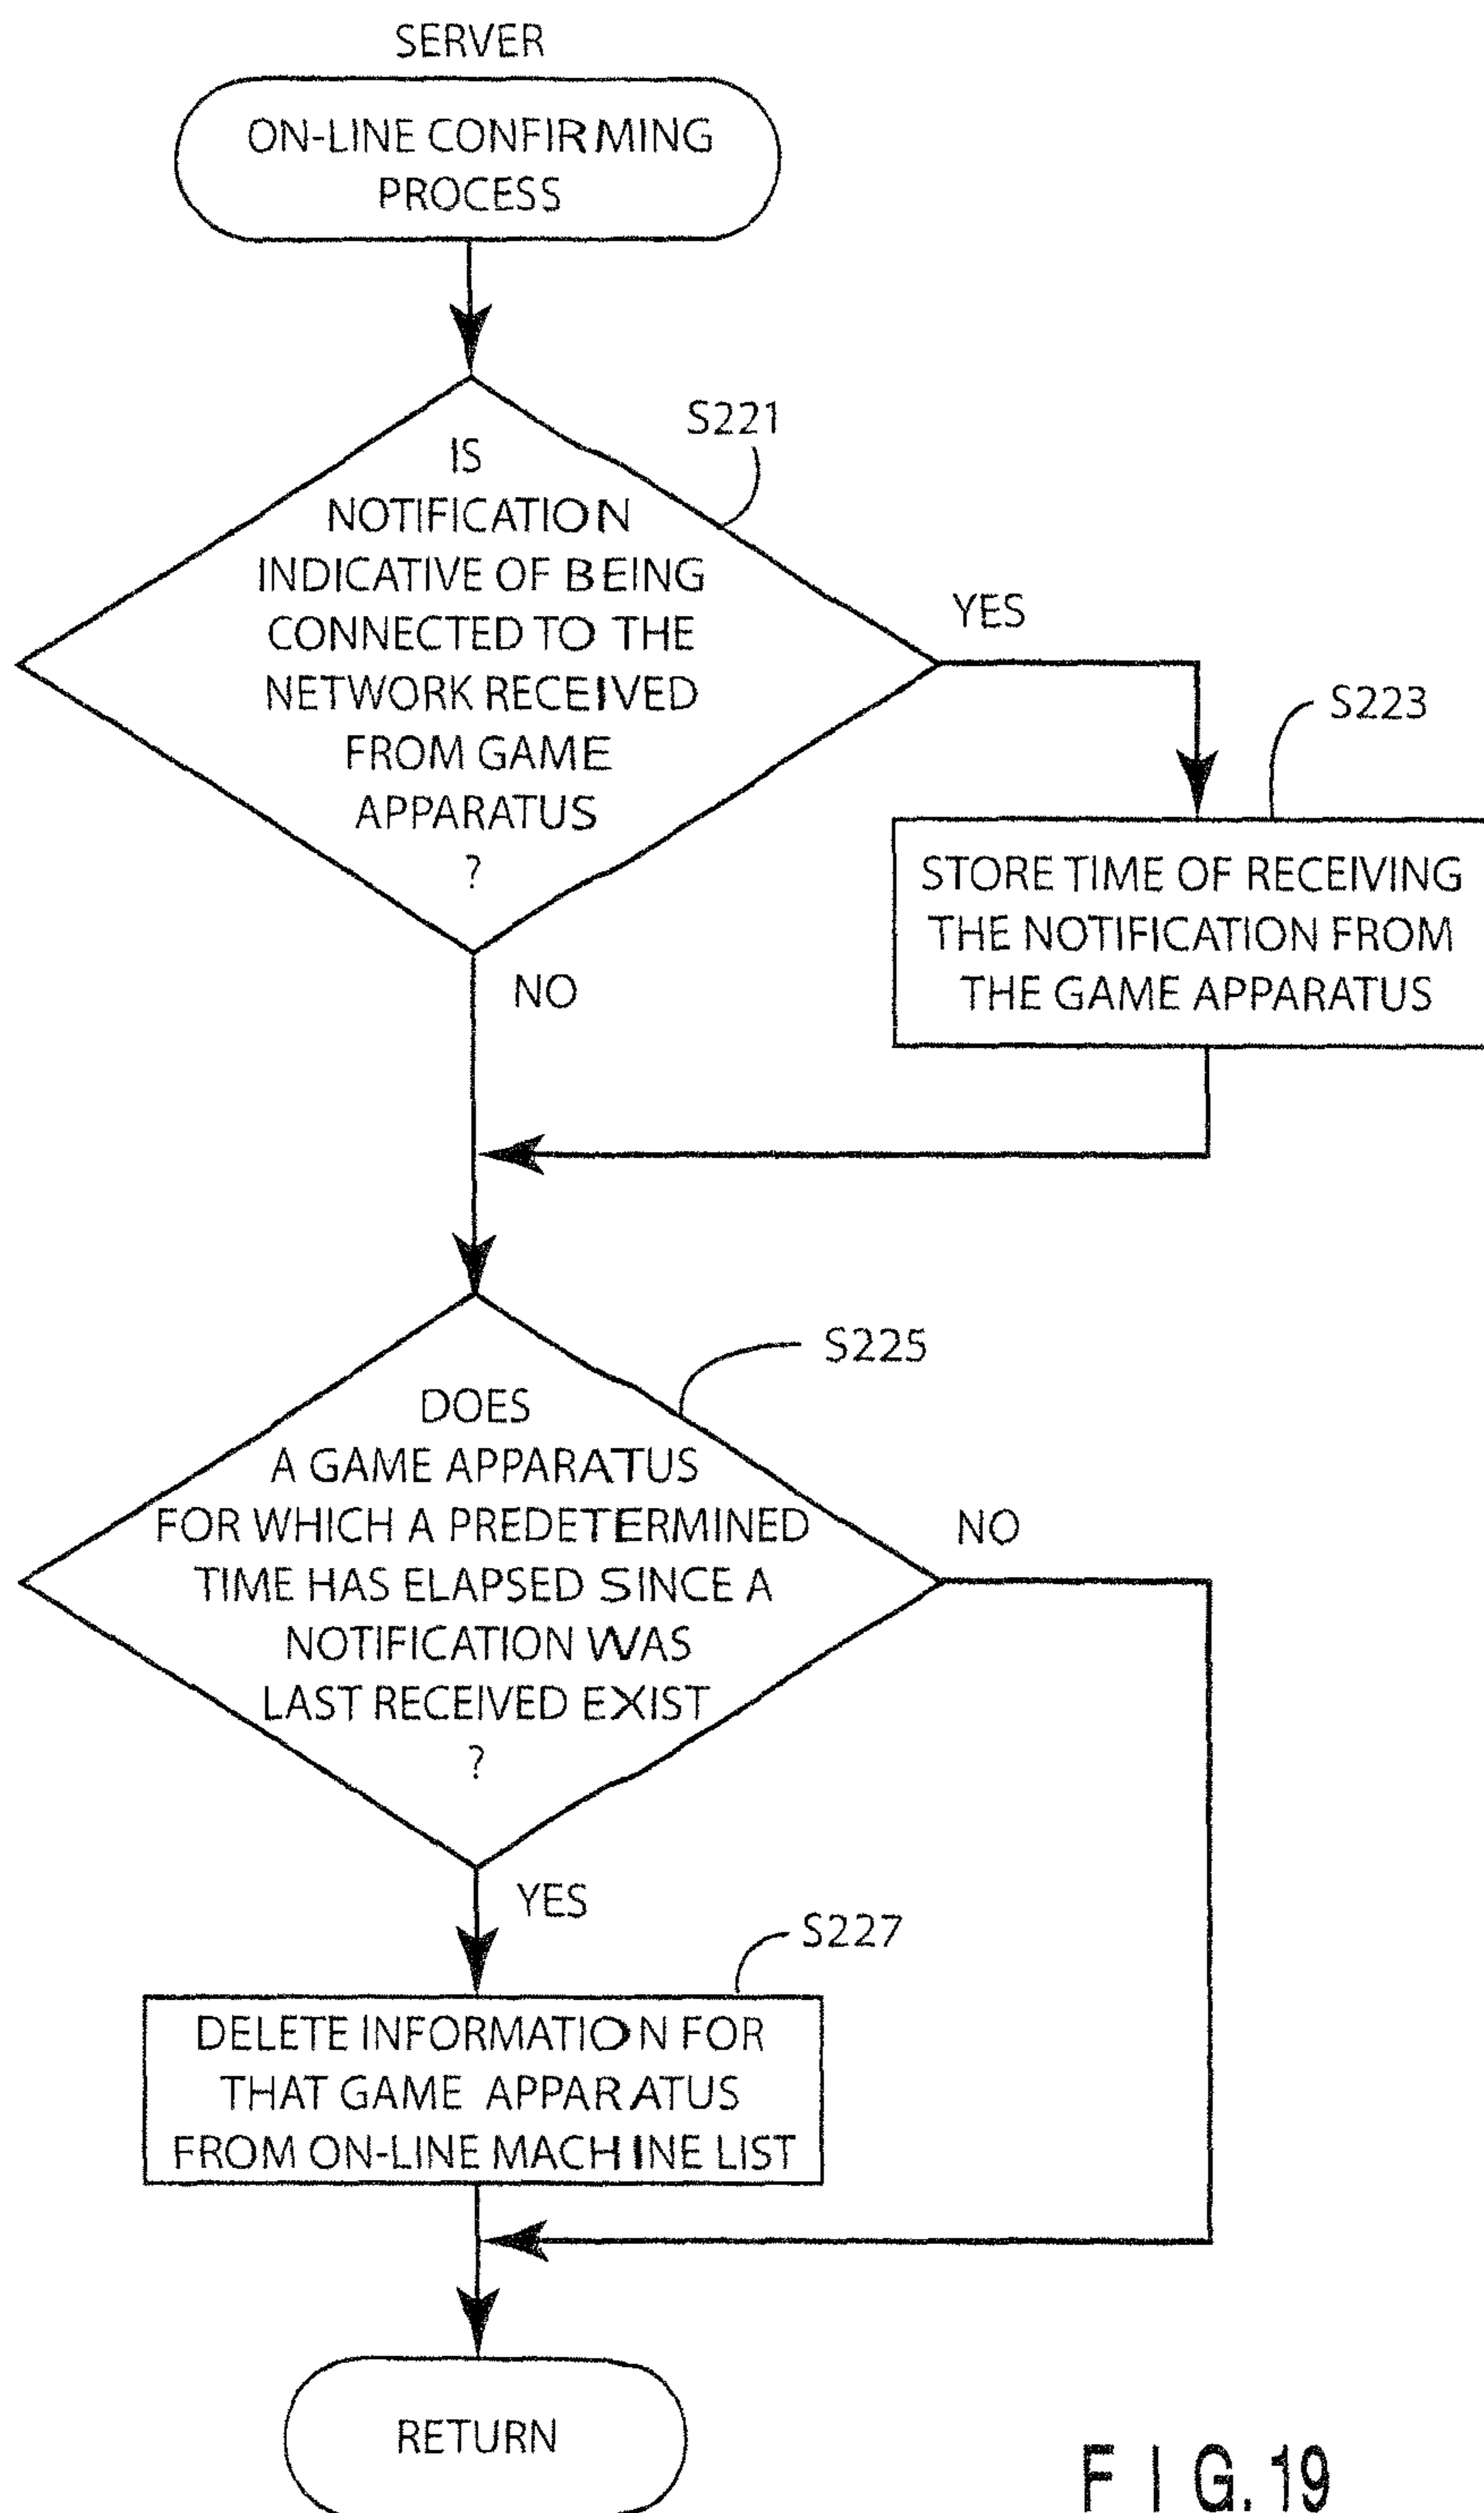 SERVER
ON-LINE CONFIRMING
PROCESS
S221
IS
NOTIFICATION
INDICATIVE OF BEING
CONNECTED TO THE
NETWORK RECEIVED
FROM GAME
APPARATUS
?
YES
S223
STORE TIME OF RECEIVING
THE NOTIFICATION FROM
THE GAME APPARATUS
NO
S225
DOES
A GAME APPARATUS
FOR WHICH A PREDETERMINED
TIME HAS ELAPSED SINCE A
NOTIFICATION WAS
LAST RECEIVED EXIST
?
NO
YES
S227
DELETE INFORMATION FOR
THAT GAME APPARATUS
FROM ON-LINE MACHINE LIST
RETURN
FIG. 19